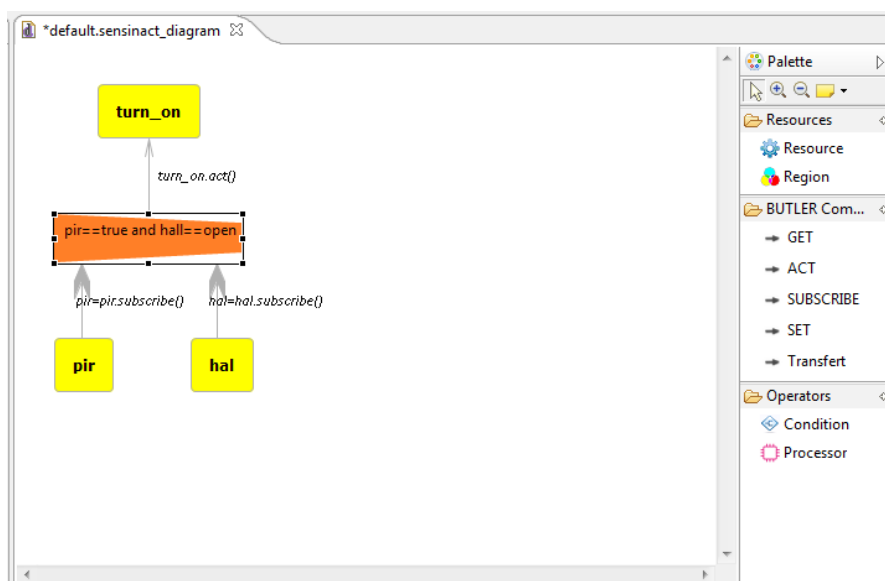 *default.sensinact_diagram
turn_on
turn_on.act()
pir==true and hall==open
pir=pir.subscribe()
hal=hal.subscribe()
pir
hal
Palette
Resources
Resource
Region
BUTLER Com...
GET
ACT
SUBSCRIBE
SET
Transfert
Operators
Condition
Processor